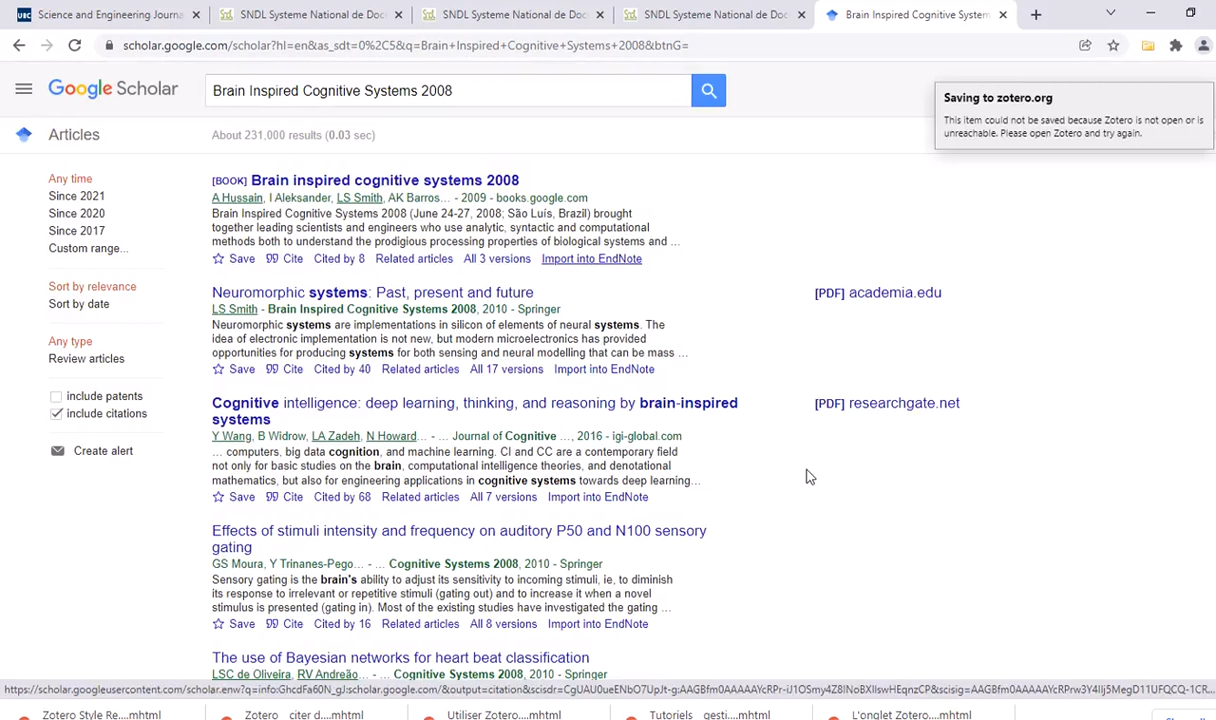 Science and Engineering Journa
SNDL Systeme National de Doc
SNDL Systeme National de Doc
SNDL Systeme National de Doc
Brain Inspired Cognitive System
scholar.google.com/scholar?hl=en&as_sdt=0%2C5&q=Brain+Inspired+Cognitive+Systems+2008&btnG=
Google Scholar
Brain Inspired Cognitive Systems 2008
Saving to zotero.org
This item could not be saved because Zotero is not open or is
unreachable. Please open Zotero and try again.
Articles
About 231,000 results (0.03 sec)
Any time
Since 2021
Since 2020
Since 2017
Custom range...
Sort by relevance
Sort by date
Any type
Review articles
include patents
include citations
Create alert
[BOOK] Brain inspired cognitive systems 2008
A Hussain, I Aleksander, LS Smith, AK Barros... - 2009 - books.google.com
Brain Inspired Cognitive Systems 2008 (June 24-27, 2008; São Luís, Brazil) brought
together leading scientists and engineers who use analytic, syntactic and computational
methods both to understand the prodigious processing properties of biological systems and ...
Save Cite Cited by 8 Related articles All 3 versions Import into EndNote
Neuromorphic systems: Past, present and future
[PDF] academia.edu
LS Smith - Brain Inspired Cognitive Systems 2008, 2010 - Springer
Neuromorphic systems are implementations in silicon of elements of neural systems. The
idea of electronic implementation is not new, but modern microelectronics has provided
opportunities for producing systems for both sensing and neural modelling that can be mass ...
Save Cite Cited by 40 Related articles All 17 versions Import into EndNote
Cognitive intelligence: deep learning, thinking, and reasoning by brain-inspired
systems
[PDF] researchgate.net
Y Wang, B Widrow, LA Zadeh, N Howard... - ... Journal of Cognitive ..., 2016 - igi-global.com
... computers, big data cognition, and machine learning. CI and CC are a contemporary field
not only for basic studies on the brain, computational intelligence theories, and denotational
mathematics, but also for engineering applications in cognitive systems towards deep learning...
Save Cite Cited by 68 Related articles All 7 versions Import into EndNote
Effects of stimuli intensity and frequency on auditory P50 and N100 sensory
gating
GS Moura, Y Trinanes-Pego... - ... Cognitive Systems 2008, 2010 - Springer
Sensory gating is the brain's ability to adjust its sensitivity to incoming stimuli, ie, to diminish
its response to irrelevant or repetitive stimuli (gating out) and to increase it when a novel
stimulus is presented (gating in). Most of the existing studies have investigated the gating ...
Save Cite Cited by 16 Related articles All 8 versions Import into EndNote
The use of Bayesian networks for heart beat classification
LSC de Oliveira, RV Andreão... - ... Cognitive Systems 2008, 2010 - Springer
Zotero Style Re....mhtml
Zotero _ citer d....mhtml
Utiliser Zotero....mhtml
Tutoriels _ gesti....mhtml
L'onglet Zotero....mhtml